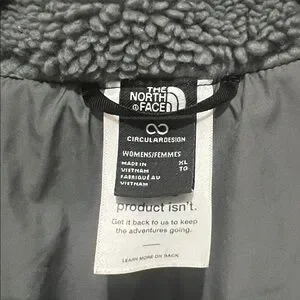 THE
NORTH
FACE
CIRCULARDESIGN
WOMENS/FEMMES
MADE IN
VIETNAM
FABRIQUÉ AU
VIETNAM
XL
TG
product isn't.
Get it back to us to keep
the adventures going.
LEARN MORE ON BACK